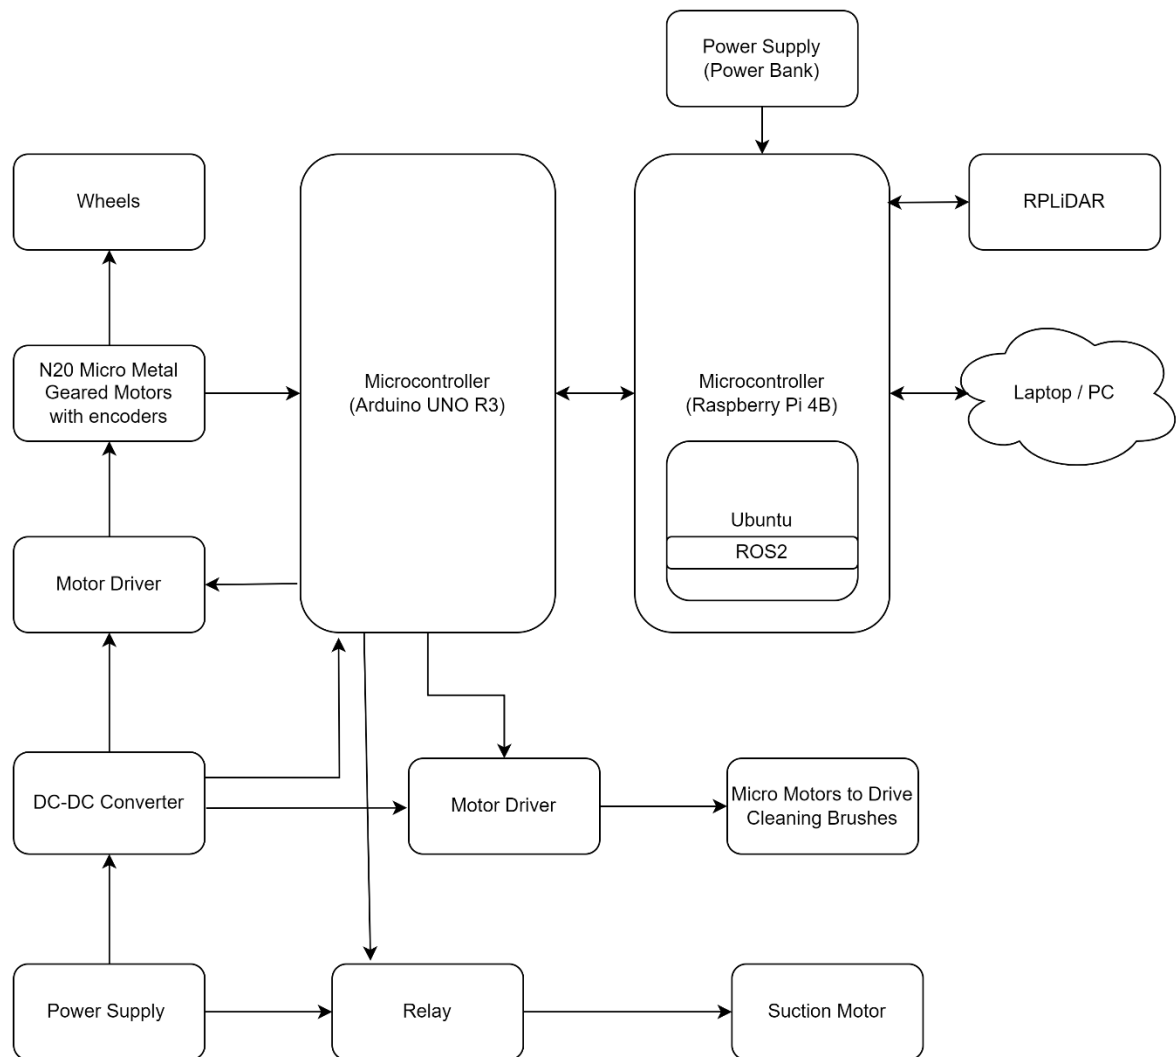 Power Supply
(Power Bank)
Wheels
RPLiDAR
N20 Micro Metal
Geared Motors
with encoders
Microcontroller
(Arduino UNO R3)
Microcontroller
(Raspberry Pi 4B)
Laptop / PC
Ubuntu
ROS2
Motor Driver
DC-DC Converter
Motor Driver
Micro Motors to Drive
Cleaning Brushes
Power Supply
Relay
Suction Motor